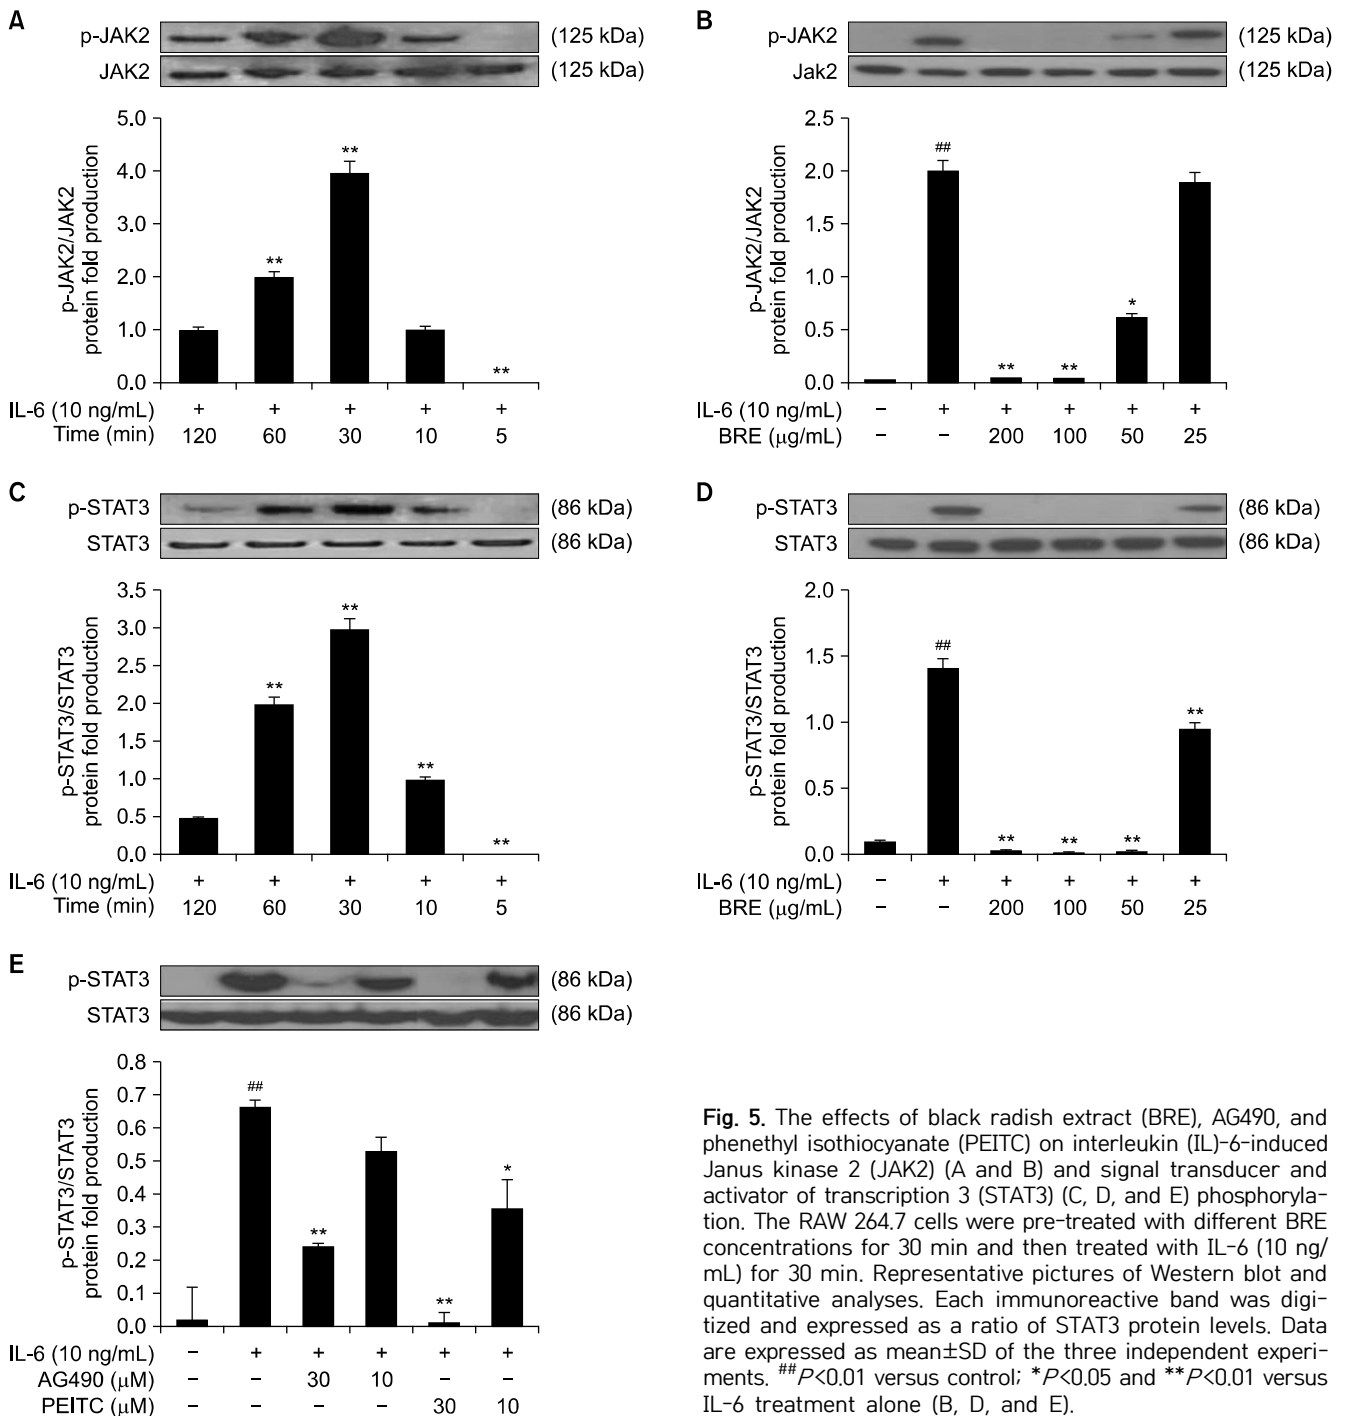 A
p-JAK2 (125 kDa)
JAK2 (125 kDa)
p-JAK2/JAK2
protein fold production
5.0
4.0
3.0
2.0
1.0
0.0
**
**
**
IL-6 (10 ng/mL) + + + + +
Time (min) 120 60 30 10 5
B
p-JAK2 (125 kDa)
Jak2 (125 kDa)
p-JAK2/JAK2
protein fold production
2.5
2.0
1.5
1.0
0.5
0.0
##
**
**
*
IL-6 (10 ng/mL) − + + + + +
BRE (μg/mL) − − 200 100 50 25
C
p-STAT3 (86 kDa)
STAT3 (86 kDa)
p-STAT3/STAT3
protein fold production
3.5
3.0
2.5
2.0
1.5
1.0
0.5
0.0
**
**
**
**
IL-6 (10 ng/mL) + + + + +
Time (min) 120 60 30 10 5
D
p-STAT3 (86 kDa)
STAT3 (86 kDa)
p-STAT3/STAT3
protein fold production
2.0
1.5
1.0
0.5
0.0
##
**
**
**
**
IL-6 (10 ng/mL) − + + + + +
BRE (μg/mL) − − 200 100 50 25
E
p-STAT3 (86 kDa)
STAT3 (86 kDa)
p-STAT3/STAT3
protein fold production
0.8
0.7
0.6
0.5
0.4
0.3
0.2
0.1
0.0
##
**
**
*
IL-6 (10 ng/mL) − + + + + +
AG490 (μM) − − 30 10 − −
PEITC (μM) − − − − 30 10
Fig. 5. The effects of black radish extract (BRE), AG490, and
phenethyl isothiocyanate (PEITC) on interleukin (IL)-6-induced
Janus kinase 2 (JAK2) (A and B) and signal transducer and
activator of transcription 3 (STAT3) (C, D, and E) phosphoryla-
tion. The RAW 264.7 cells were pre-treated with different BRE
concentrations for 30 min and then treated with IL-6 (10 ng/
mL) for 30 min. Representative pictures of Western blot and
quantitative analyses. Each immunoreactive band was digi-
tized and expressed as a ratio of STAT3 protein levels. Data
are expressed as mean±SD of the three independent experi-
ments. ##P<0.01 versus control; *P<0.05 and **P<0.01 versus
IL-6 treatment alone (B, D, and E).